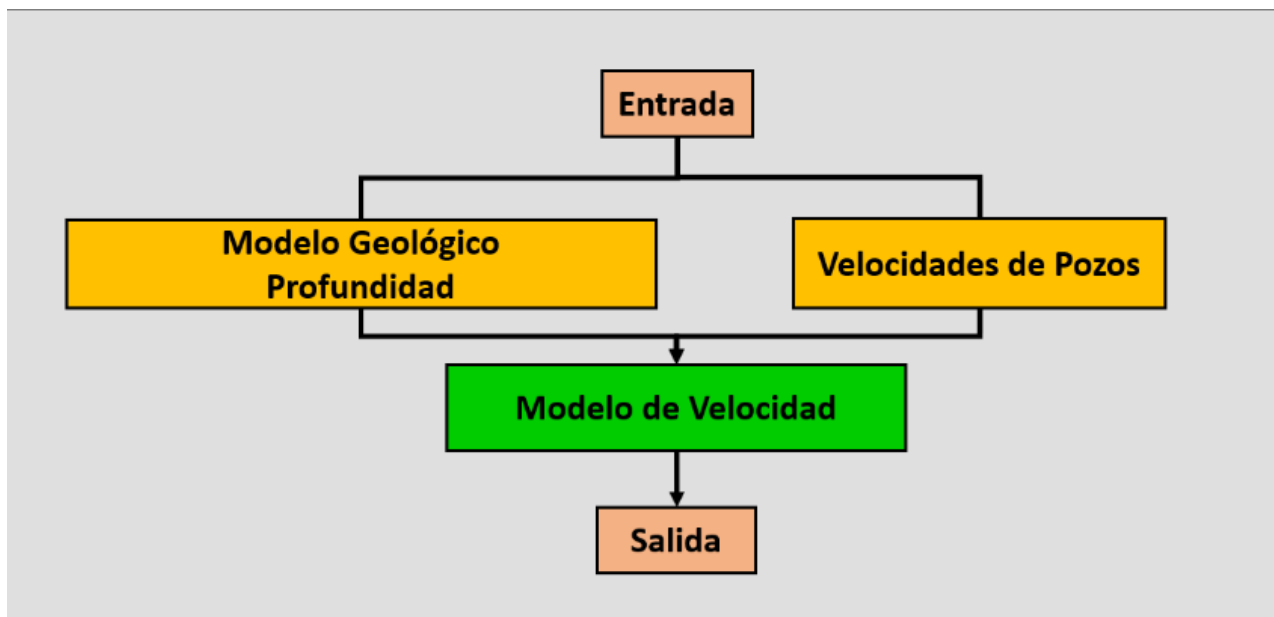 Entrada
Modelo Geológico
Profundidad
Velocidades de Pozos
Modelo de Velocidad
Salida